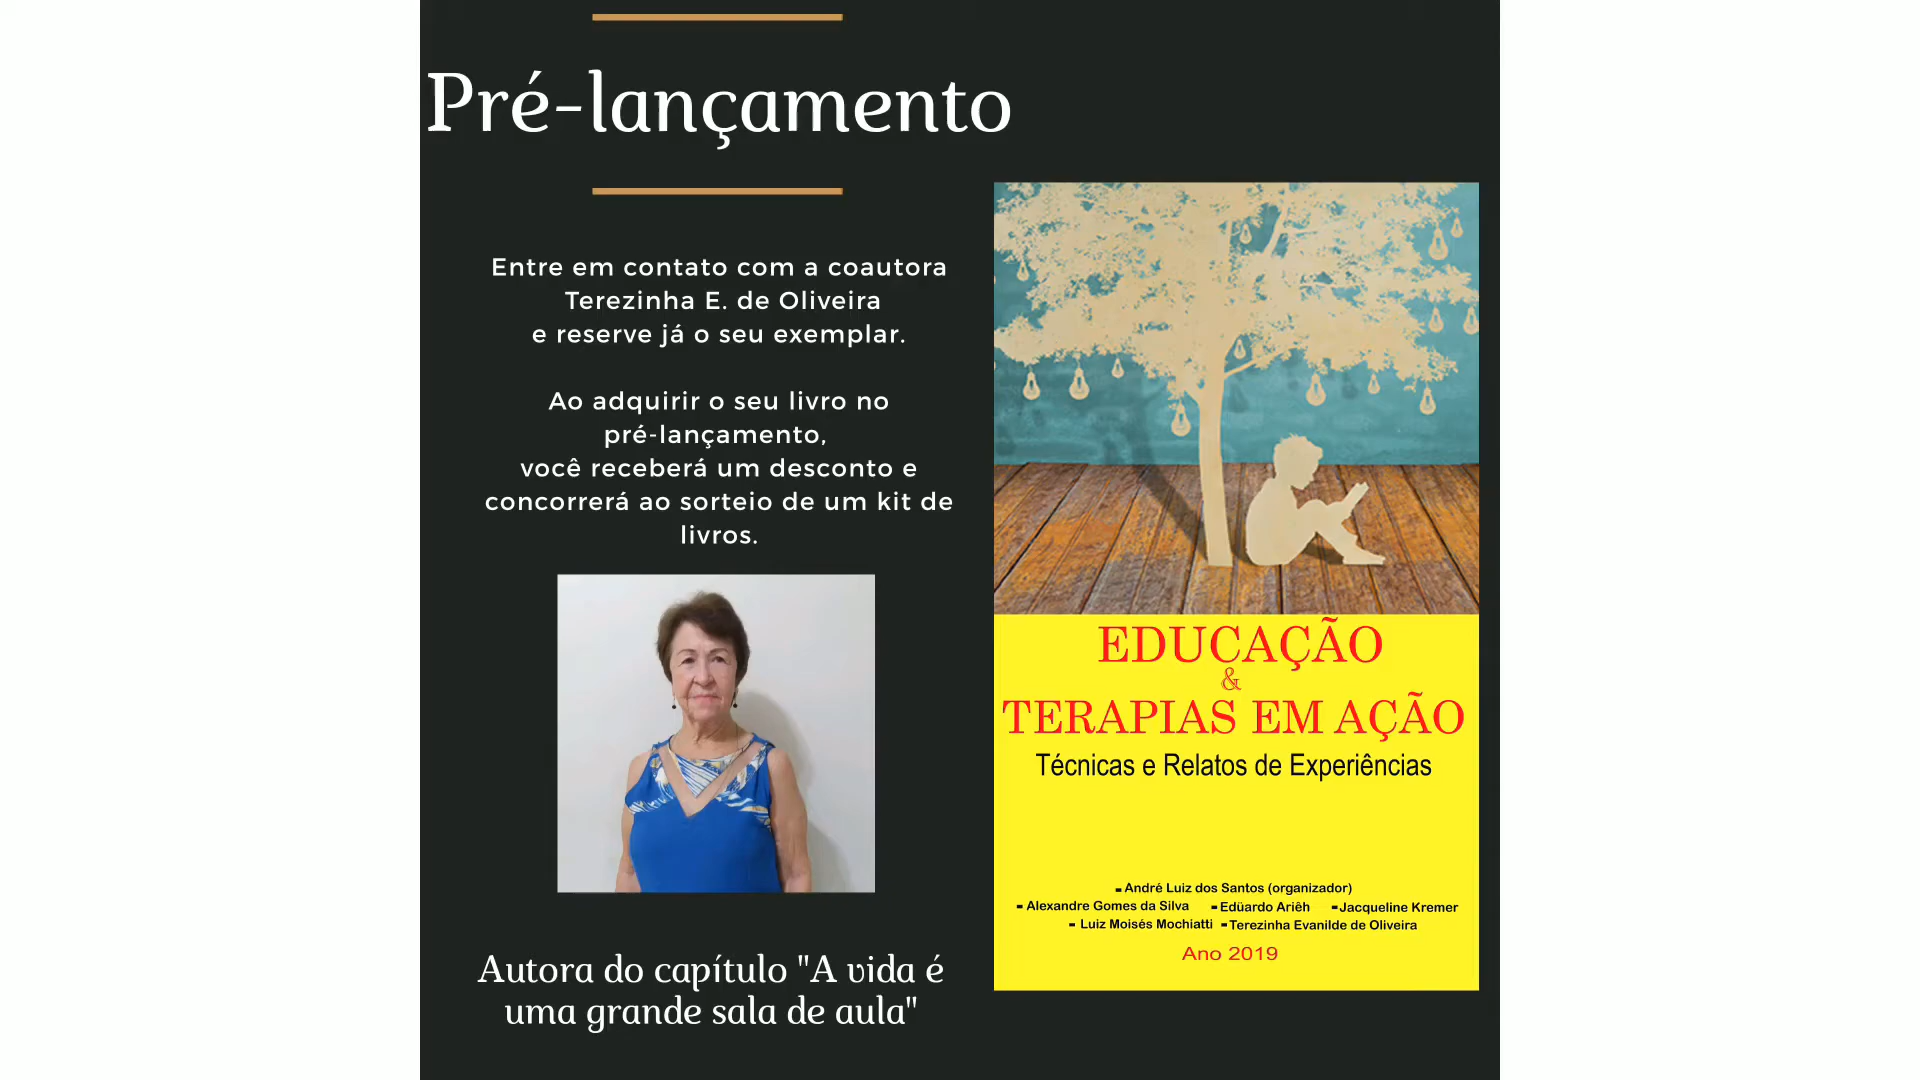 Pré-lançamento
Entre em contato com a coautora
Terezinha E. de Oliveira
e reserve já o seu exemplar.
Ao adquirir o seu livro no
pré-lançamento,
você receberá um desconto e
concorrerá ao sorteio de um kit de
livros.
Autora do capítulo "A vida é
uma grande sala de aula"
EDUCAÇÃO
&
TERAPIAS EM AÇÃO
Técnicas e Relatos de Experiências
- André Luiz dos Santos (organizador)
- Alexandre Gomes da Silva - Edüardo Ariêh - Jacqueline Kremer
- Luiz Moisés Mochiatti - Terezinha Evanilde de Oliveira
Ano 2019